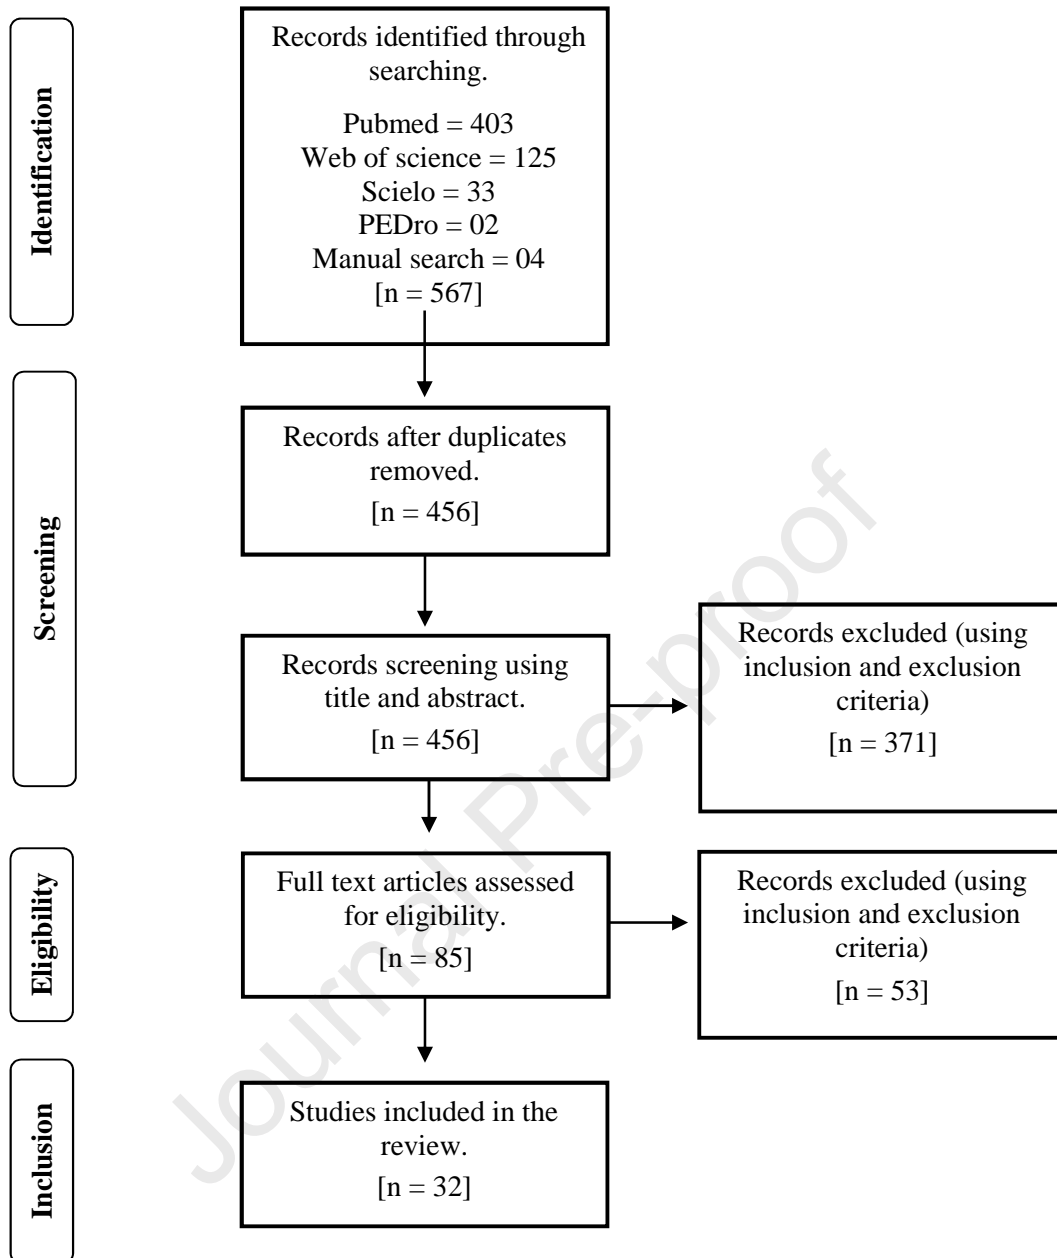 Identification
Records identified through
searching.
Pubmed = 403
Web of science = 125
Scielo = 33
PEDro = 02
Manual search = 04
[n = 567]
Screening
Records after duplicates
removed.
[n = 456]
Records screening using
title and abstract.
[n = 456]
Records excluded (using
inclusion and exclusion
criteria)
[n = 371]
Eligibility
Full text articles assessed
for eligibility.
[n = 85]
Records excluded (using
inclusion and exclusion
criteria)
[n = 53]
Inclusion
Studies included in the
review.
[n = 32]
Journal Pre-proof